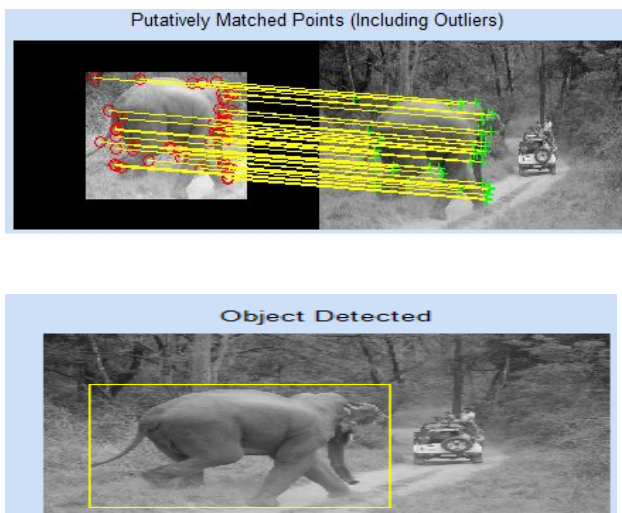 Putatively Matched Points (Including Outliers)
Object Detected